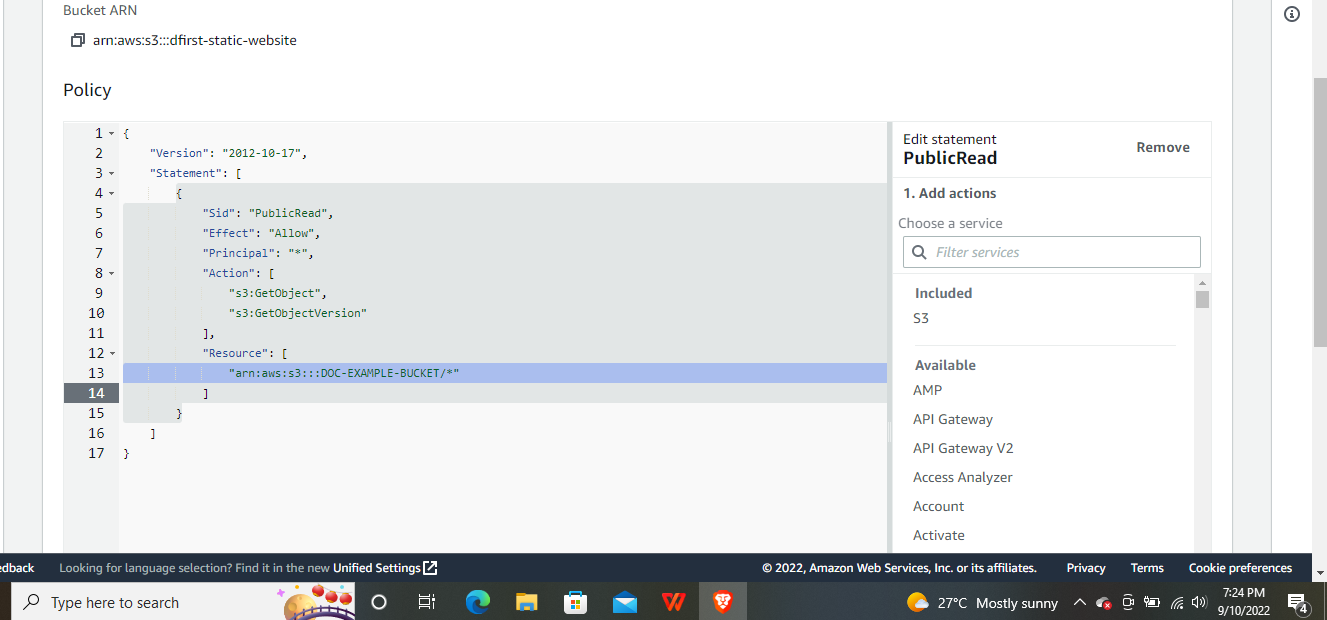 Bucket ARN
arn:aws:s3:::dfirst-static-website
Policy
1 {
2 "Version": "2012-10-17",
3 "Statement": [
4 {
5 "Sid": "PublicRead",
6 "Effect": "Allow",
7 "Principal": "*",
8 "Action": [
9 "s3:GetObject",
10 "s3:GetObjectVersion"
11 ],
12 "Resource": [
13 "arn:aws:s3:::DOC-EXAMPLE-BUCKET/*"
14 ]
15 }
16 ]
17 }
Edit statement
PublicRead
Remove
1. Add actions
Choose a service
Filter services
Included
S3
Available
AMP
API Gateway
API Gateway V2
Access Analyzer
Account
Activate
edback Looking for language selection? Find it in the new Unified Settings © 2022, Amazon Web Services, Inc. or its affiliates. Privacy Terms Cookie preferences
Type here to search
27°C Mostly sunny
7:24 PM
9/10/2022
4